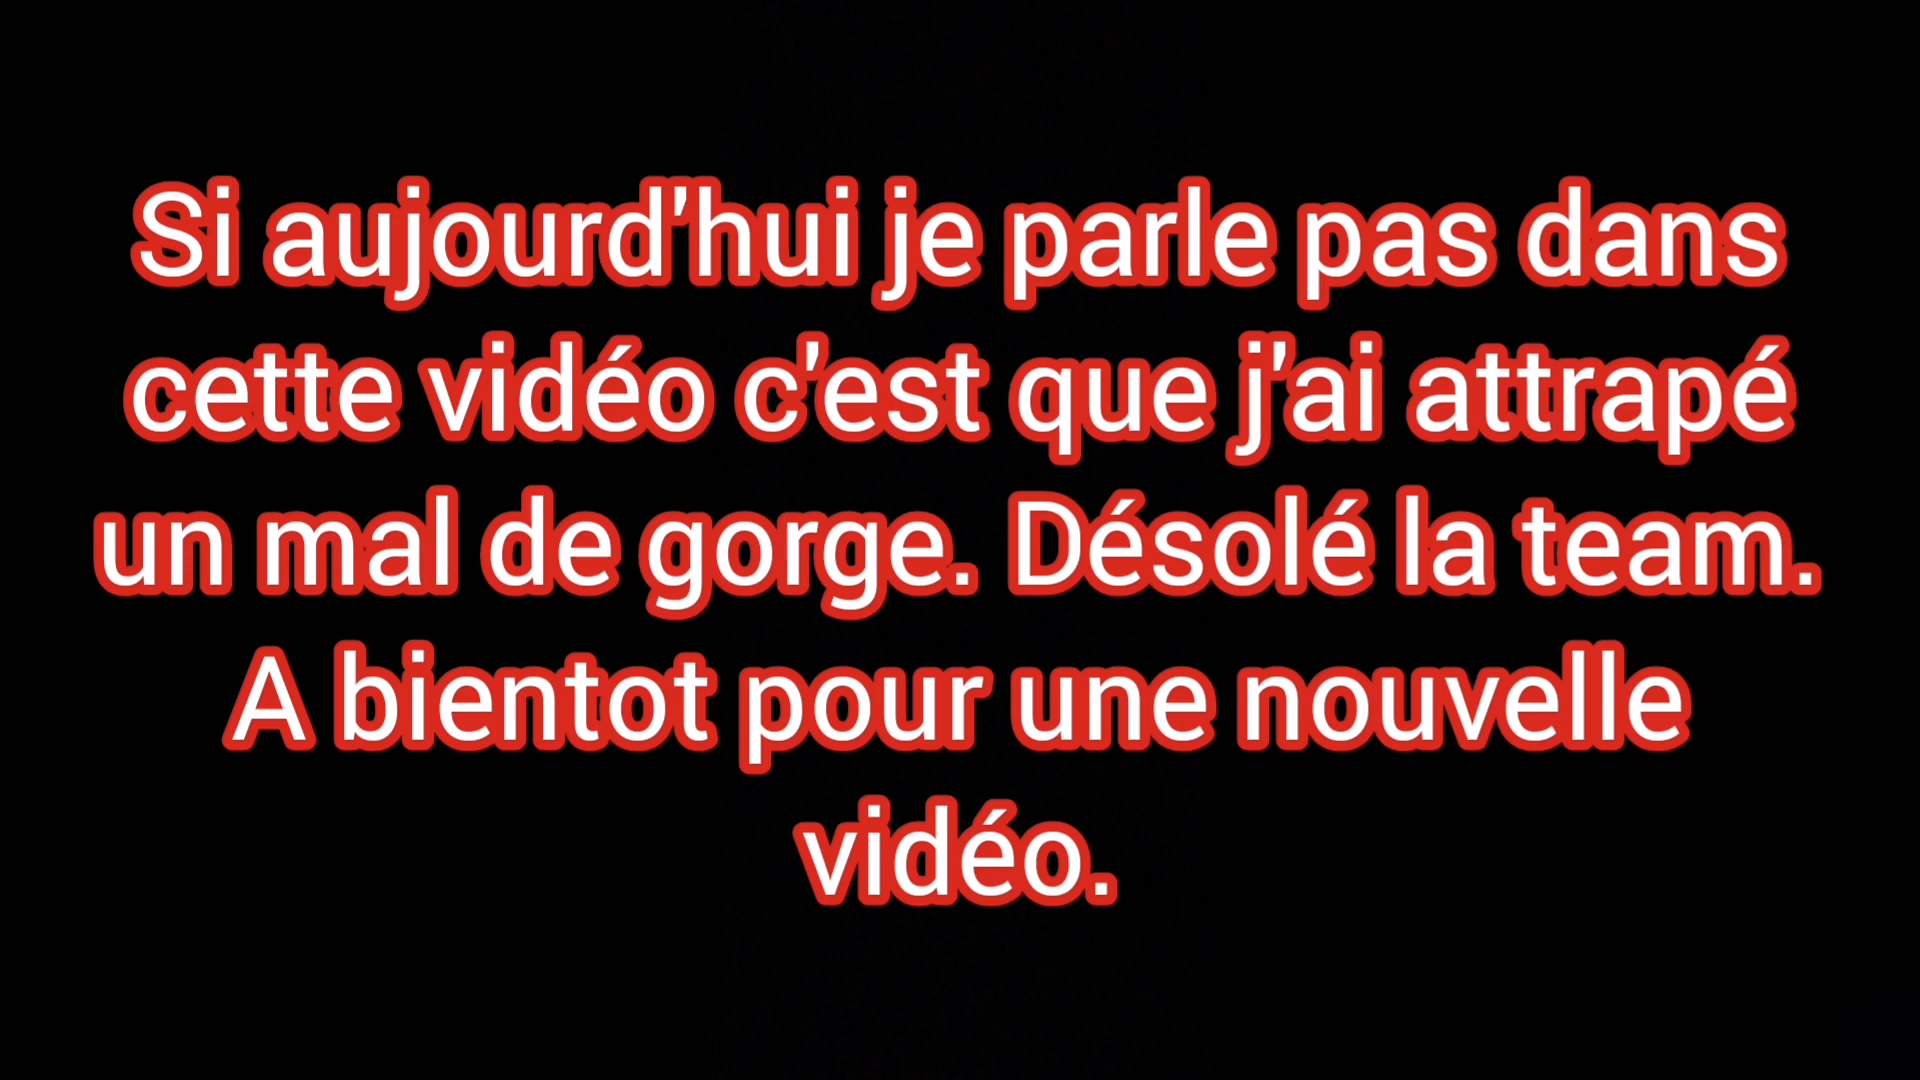 Si aujourd'hui je parle pas dans
cette vidéo c'est que j'ai attrapé
un mal de gorge. Désolé la team.
A bientot pour une nouvelle
vidéo.